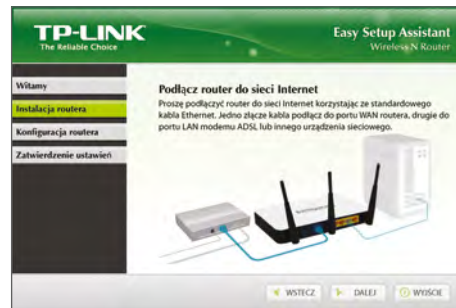 TP-LINK
The Reliable Choice
Easy Setup Assistant
Wireless N Router
Witamy
Instalacja routera
Konfiguracja routera
Zatwierdzenie ustawień
Podłącz router do sieci Internet
Proszę podłączyć router do sieci Internet korzystając ze standardowego
kabla Ethernet. Jedno złącze kabla podłącz do portu WAN routera, drugie do
portu LAN modemu ADSL lub innego urządzenia sieciowego.
WSTECZ
DALEJ
WYJŚCIE